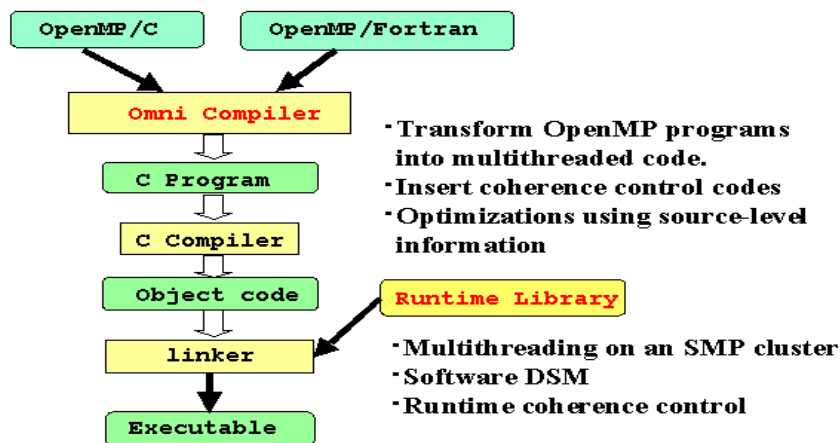 OpenMP/C
OpenMP/Fortran
Omni Compiler
· Transform OpenMP programs
into multithreaded code.
· Insert coherence control codes
· Optimizations using source-level
information
C Program
C Compiler
Object code
Runtime Library
linker
· Multithreading on an SMP cluster
· Software DSM
· Runtime coherence control
Executable